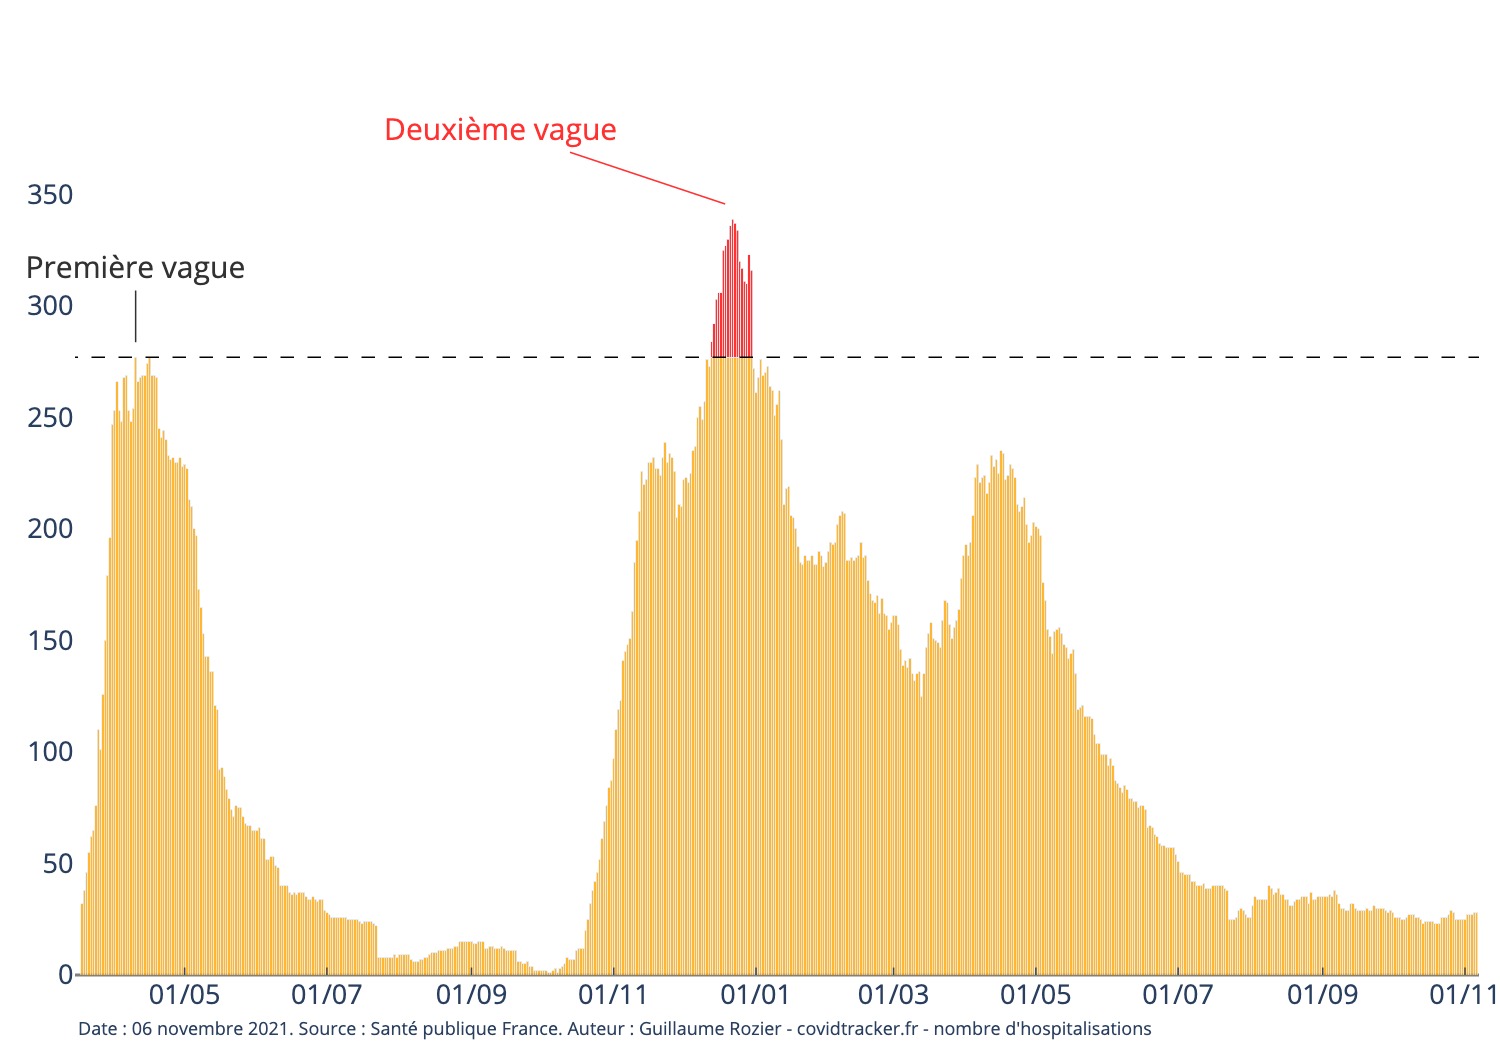 Deuxième vague
350
Première vague
300
250
200
150
100
50
0
01/05 01/07 01/09 01/11 01/01 01/03 01/05 01/07 01/09 01/11
Date : 06 novembre 2021. Source : Santé publique France. Auteur : Guillaume Rozier - covidtracker.fr - nombre d'hospitalisations